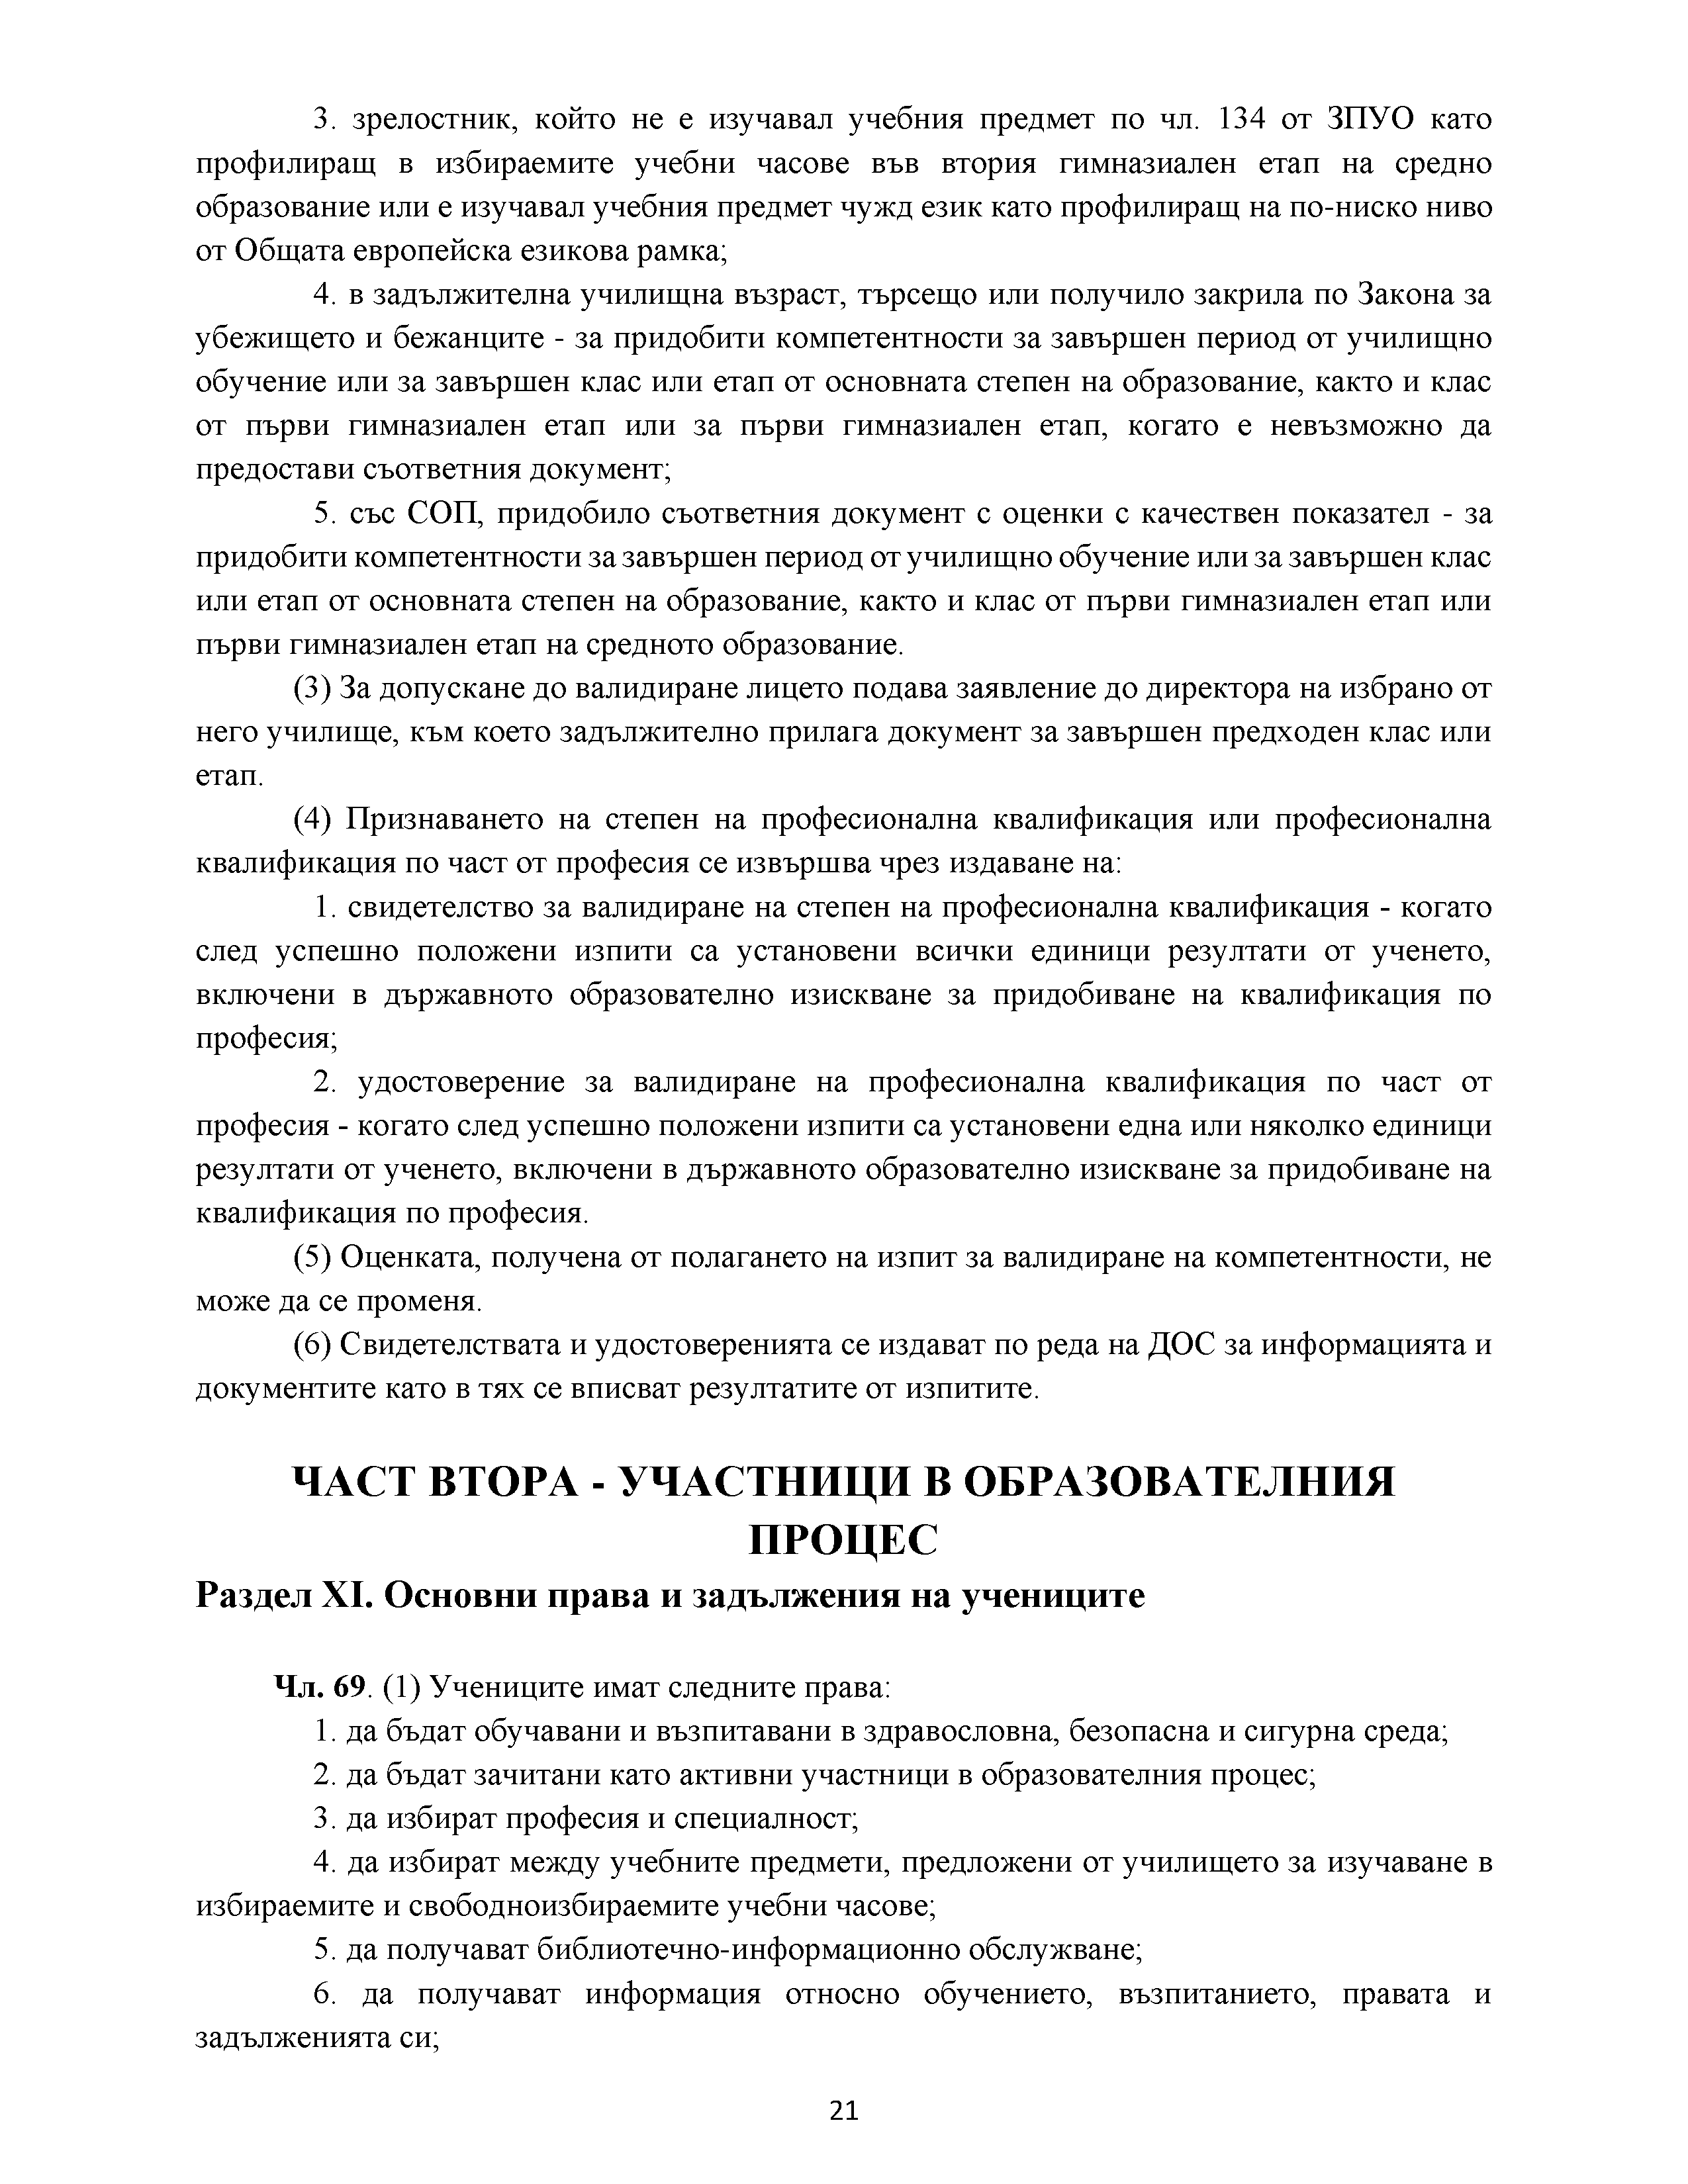 3. зрелостник, който не е изучавал учебния предмет по чл. 134 от ЗПУО като
профилиращ в избираемите учебни часове във втория гимназиален етап на средно
образование или е изучавал учебния предмет чужд език като профилиращ на по-ниско ниво
от Общата европейска езикова рамка;
4. в задължителна училищна възраст, търсещо или получило закрила по Закона за
убежището и бежанците - за придобити компетентности за завършен период от училищно
обучение или за завършен клас или етап от основната степен на образование, както и клас
от първи гимназиален етап или за първи гимназиален етап, когато е невъзможно да
предостави съответния документ;
5. със СОП, придобило съответния документ с оценки с качествен показател - за
придобити компетентности за завършен период от училищно обучение или за завършен клас
или етап от основната степен на образование, както и клас от първи гимназиален етап или
първи гимназиален етап на средното образование.
(3) За допускане до валидиране лицето подава заявление до директора на избрано от
него училище, към което задължително прилага документ за завършен предходен клас или
етап.
(4) Признаването на степен на професионална квалификация или професионална
квалификация по част от професия се извършва чрез издаване на:
1. свидетелство за валидиране на степен на професионална квалификация - когато
след успешно положени изпити са установени всички единици резултати от ученето,
включени в държавното образователно изискване за придобиване на квалификация по
професия;
2. удостоверение за валидиране на професионална квалификация по част от
професия - когато след успешно положени изпити са установени една или няколко единици
резултати от ученето, включени в държавното образователно изискване за придобиване на
квалификация по професия.
(5) Оценката, получена от полагането на изпит за валидиране на компетентности, не
може да се променя.
(6) Свидетелствата и удостоверенията се издават по реда на ДОС за информацията и
документите като в тях се вписват резултатите от изпитите.
ЧАСТ ВТОРА - УЧАСТНИЦИ В ОБРАЗОВАТЕЛНИЯ
ПРОЦЕС
Раздел XI. Основни права и задължения на учениците
Чл. 69. (1) Учениците имат следните права:
1. да бъдат обучавани и възпитавани в здравословна, безопасна и сигурна среда;
2. да бъдат зачитани като активни участници в образователния процес;
3. да избират професия и специалност;
4. да избират между учебните предмети, предложени от училището за изучаване в
избираемите и свободноизбираемите учебни часове;
5. да получават библиотечно-информационно обслужване;
6. да получават информация относно обучението, възпитанието, правата и
задълженията си;
21